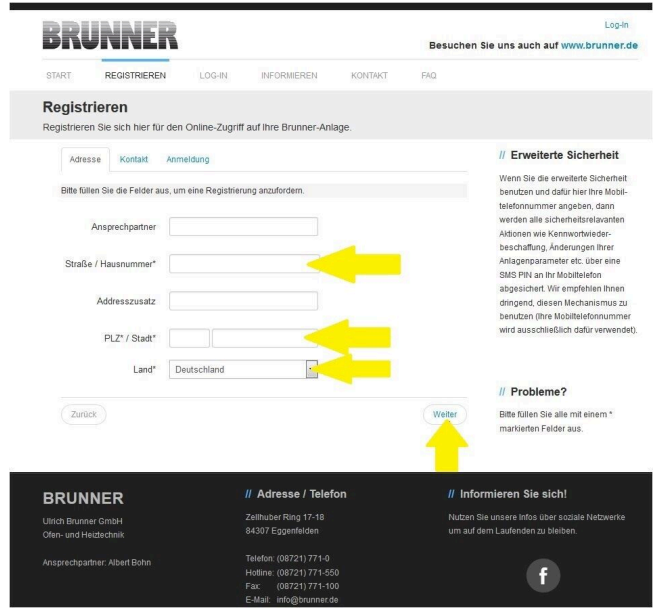 Log-In
BRUNNER
Besuchen Sie uns auch auf www.brunner.de
START REGISTRIEREN LOG-IN INFORMIEREN KONTAKT FAQ
Registrieren
Registrieren Sie sich hier für den Online-Zugriff auf Ihre Brunner-Anlage.
Adresse Kontakt Anmeldung
Bitte füllen Sie die Felder aus, um eine Registrierung anzufordern.
Ansprechpartner
Straße / Hausnummer*
Addresszusatz
PLZ* / Stadt*
Land* Deutschland
Zurück Weiter
// Erweiterte Sicherheit
Wenn Sie die erweiterte Sicherheit
benutzen und dafür hier Ihre Mobil-
telefonnummer angeben, dann
werden alle sicherheitsrelevanten
Aktionen wie Kennwortwieder-
beschaffung, Änderungen Ihrer
Anlagenparameter etc. über eine
SMS PIN an Ihr Mobiltelefon
abgesichert. Wir empfehlen Ihnen
dringend, diesen Mechanismus zu
benutzen (Ihre Mobiltelefonnummer
wird ausschließlich dafür verwendet).
// Probleme?
Bitte füllen Sie alle mit einem *
markierten Felder aus.
BRUNNER
Ulrich Brunner GmbH
Ofen- und Heiztechnik
Ansprechpartner: Albert Bohn
// Adresse / Telefon
Zellhuber Ring 17-18
84307 Eggenfelden
Telefon: (08721) 771-0
Hotline: (08721) 771-550
Fax: (08721) 771-100
E-Mail: info@brunner.de
// Informieren Sie sich!
Nutzen Sie unsere Infos über soziale Netzwerke
um auf dem Laufenden zu bleiben.
f